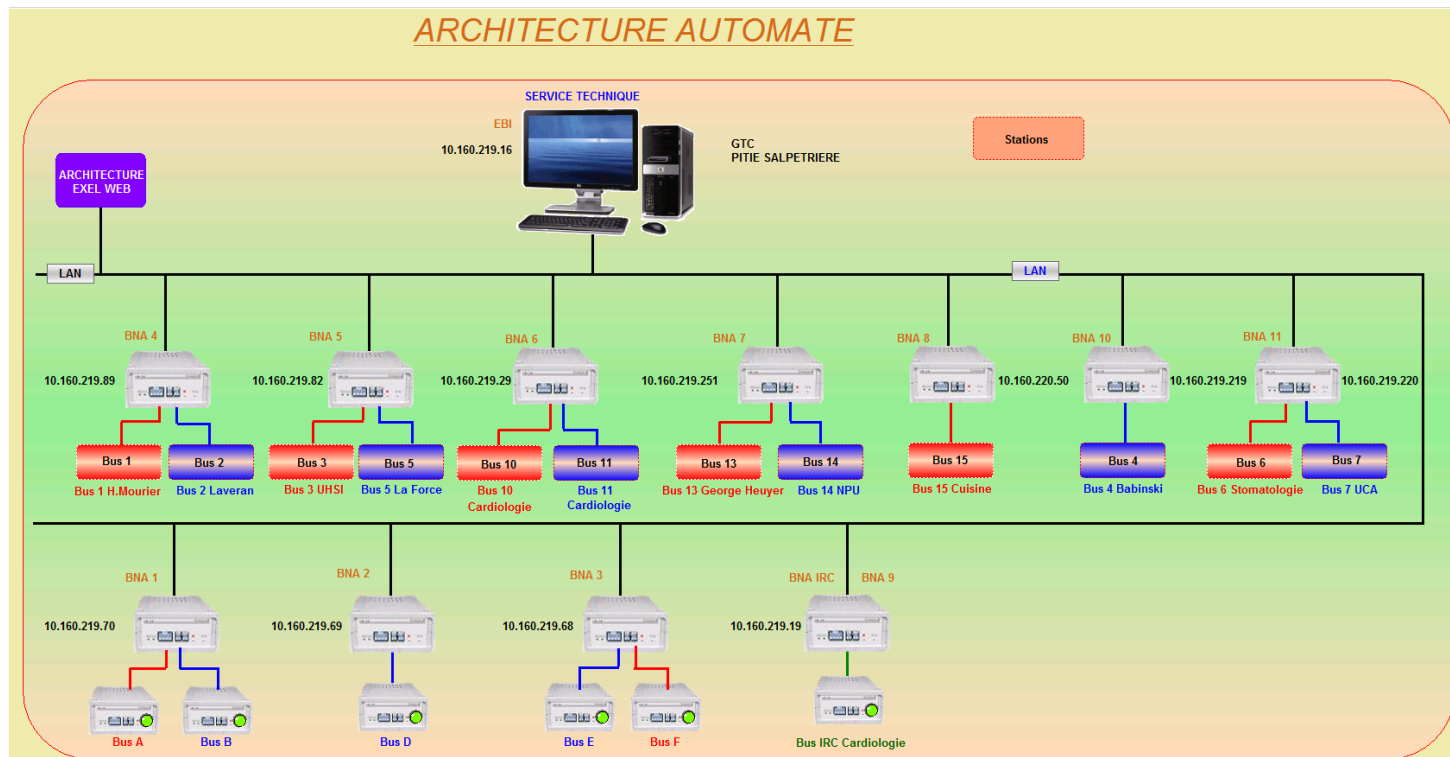 ARCHITECTURE AUTOMATE
SERVICE TECHNIQUE
EBI
10.160.219.16
GTC
PITIE SALPETRIERE
Stations
ARCHITECTURE
EXEL WEB
LAN
LAN
BNA 4
BNA 5
BNA 6
BNA 7
BNA 8
BNA 10
BNA 11
10.160.219.89
10.160.219.82
10.160.219.29
10.160.219.251
10.160.220.50
10.160.219.219
10.160.219.220
Bus 1
Bus 2
Bus 3
Bus 5
Bus 10
Bus 11
Bus 13
Bus 14
Bus 15
Bus 4
Bus 6
Bus 7
Bus 1 H.Mourier
Bus 2 Laveran
Bus 3 UHSI
Bus 5 La Force
Bus 10
Cardiologie
Bus 11
Cardiologie
Bus 13 George Heuyer
Bus 14 NPU
Bus 15 Cuisine
Bus 4 Babinski
Bus 6 Stomatologie
Bus 7 UCA
BNA 1
BNA 2
BNA 3
BNA IRC
BNA 9
10.160.219.70
10.160.219.69
10.160.219.68
10.160.219.19
Bus A
Bus B
Bus D
Bus E
Bus F
Bus IRC Cardiologie